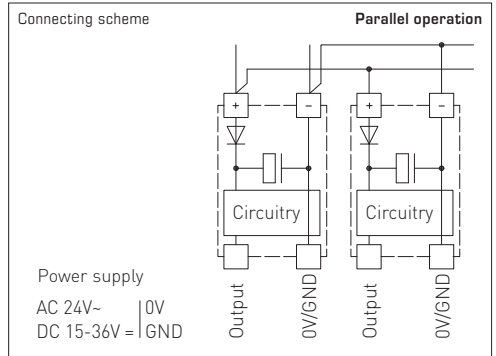 Connecting scheme
Parallel operation
+ − + −
Circuitry Circuitry
Power supply
AC 24V~ | 0V
DC 15-36V = | GND
Output
0V/GND
Output
0V/GND